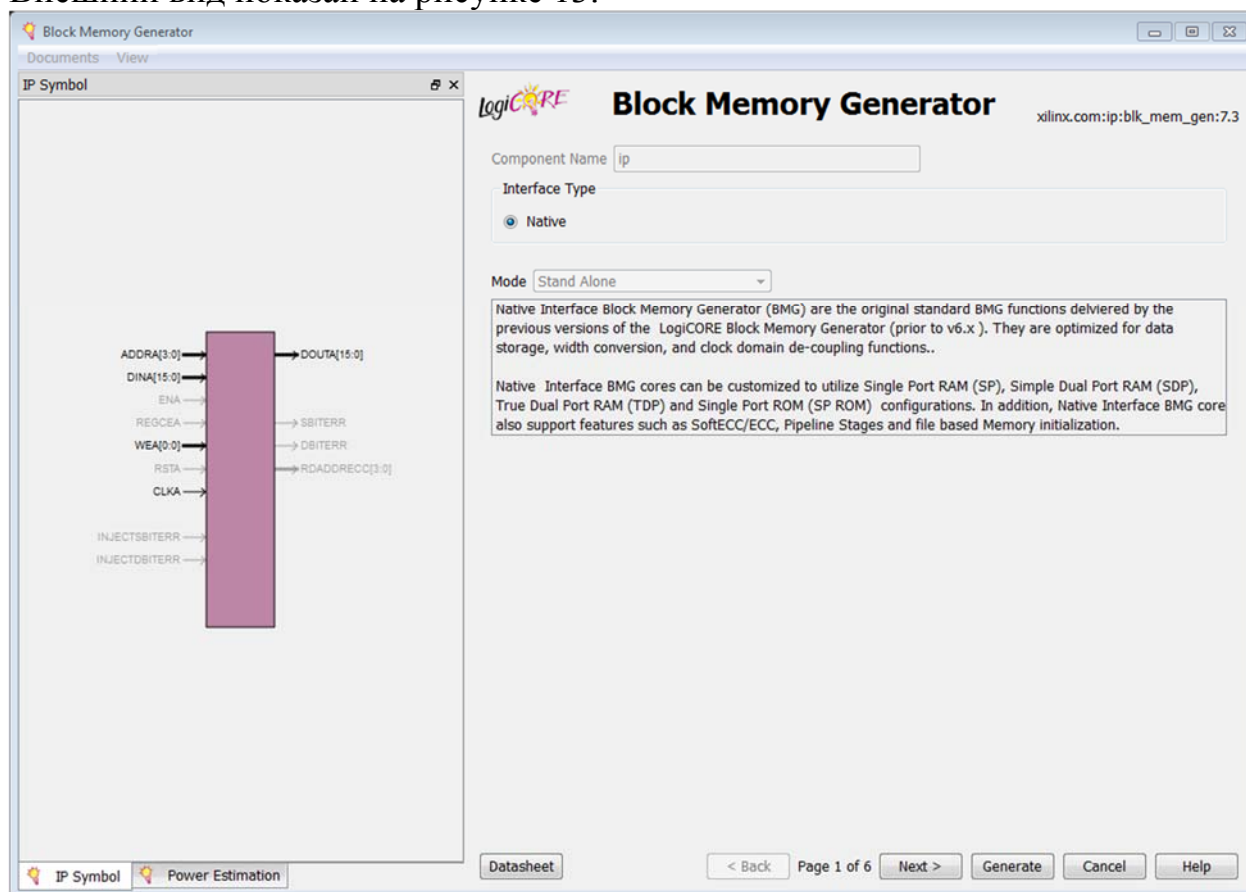 Внешний вид показан на рисунке 13.
Block Memory Generator
Documents View
IP Symbol
ADDRA[3:0]
DINA[15:0]
ENA
REGCEA
WEA[0:0]
RSTA
CLKA
INJECTSBITERR
INJECTDBITERR
DOUTA[15:0]
SBITERR
DBITERR
RDADDRECC[3:0]
IP Symbol
Power Estimation
logiCORE
Block Memory Generator
xilinx.com:ip:blk_mem_gen:7.3
Component Name ip
Interface Type
Native
Mode Stand Alone
Native Interface Block Memory Generator (BMG) are the original standard BMG functions delviered by the
previous versions of the LogiCORE Block Memory Generator (prior to v6.x ). They are optimized for data
storage, width conversion, and clock domain de-coupling functions..
Native Interface BMG cores can be customized to utilize Single Port RAM (SP), Simple Dual Port RAM (SDP),
True Dual Port RAM (TDP) and Single Port ROM (SP ROM) configurations. In addition, Native Interface BMG core
also support features such as SoftECC/ECC, Pipeline Stages and file based Memory initialization.
Datasheet
< Back Page 1 of 6 Next > Generate Cancel Help